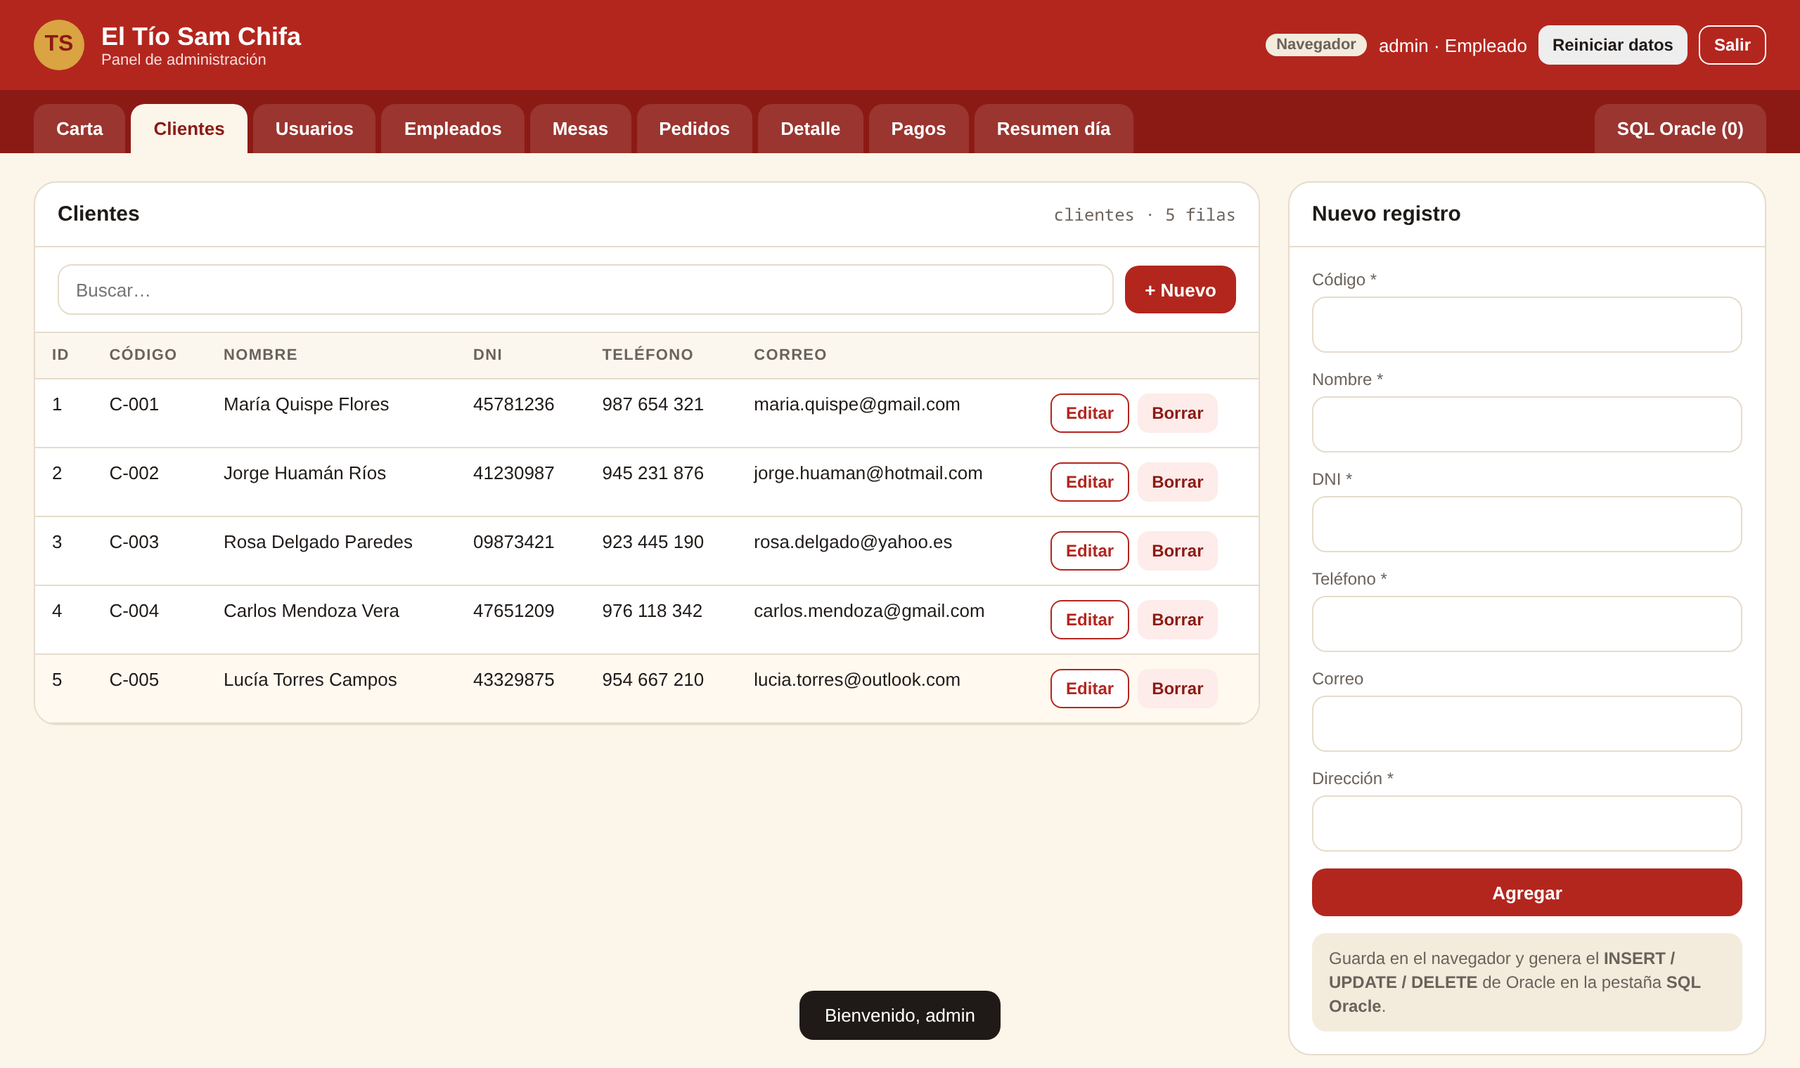 TS
El Tío Sam Chifa
Panel de administración
Navegador
admin · Empleado
Reiniciar datos
Salir
Carta
Clientes
Usuarios
Empleados
Mesas
Pedidos
Detalle
Pagos
Resumen día
SQL Oracle (0)
Clientes
clientes · 5 filas
Buscar…
+ Nuevo
ID CÓDIGO NOMBRE DNI TELÉFONO CORREO
1 C-001 María Quispe Flores 45781236 987 654 321 maria.quispe@gmail.com Editar Borrar
2 C-002 Jorge Huamán Ríos 41230987 945 231 876 jorge.huaman@hotmail.com Editar Borrar
3 C-003 Rosa Delgado Paredes 09873421 923 445 190 rosa.delgado@yahoo.es Editar Borrar
4 C-004 Carlos Mendoza Vera 47651209 976 118 342 carlos.mendoza@gmail.com Editar Borrar
5 C-005 Lucía Torres Campos 43329875 954 667 210 lucia.torres@outlook.com Editar Borrar
Nuevo registro
Código *
Nombre *
DNI *
Teléfono *
Correo
Dirección *
Agregar
Guarda en el navegador y genera el INSERT /
UPDATE / DELETE de Oracle en la pestaña SQL
Oracle.
Bienvenido, admin